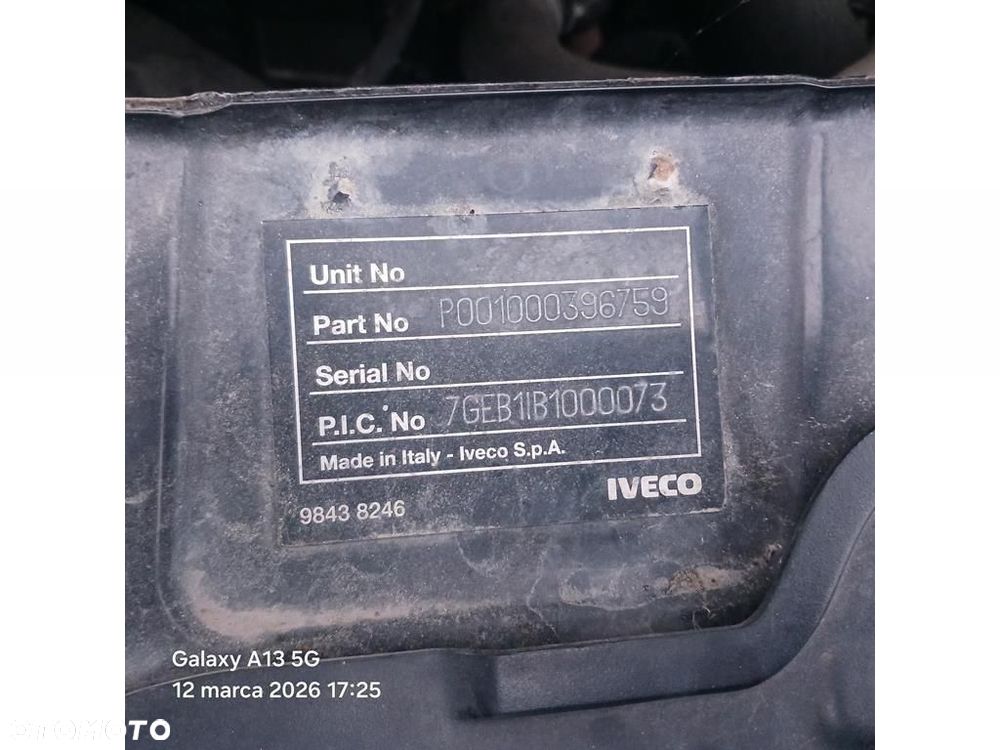 Unit No
Part No P001000396759
Serial No
P.I.C. No 7GEB1IB1000073
Made in Italy - Iveco S.p.A.
IVECO
9843 8246
Galaxy A13 5G
12 marca 2026 17:25
OTOMOTO